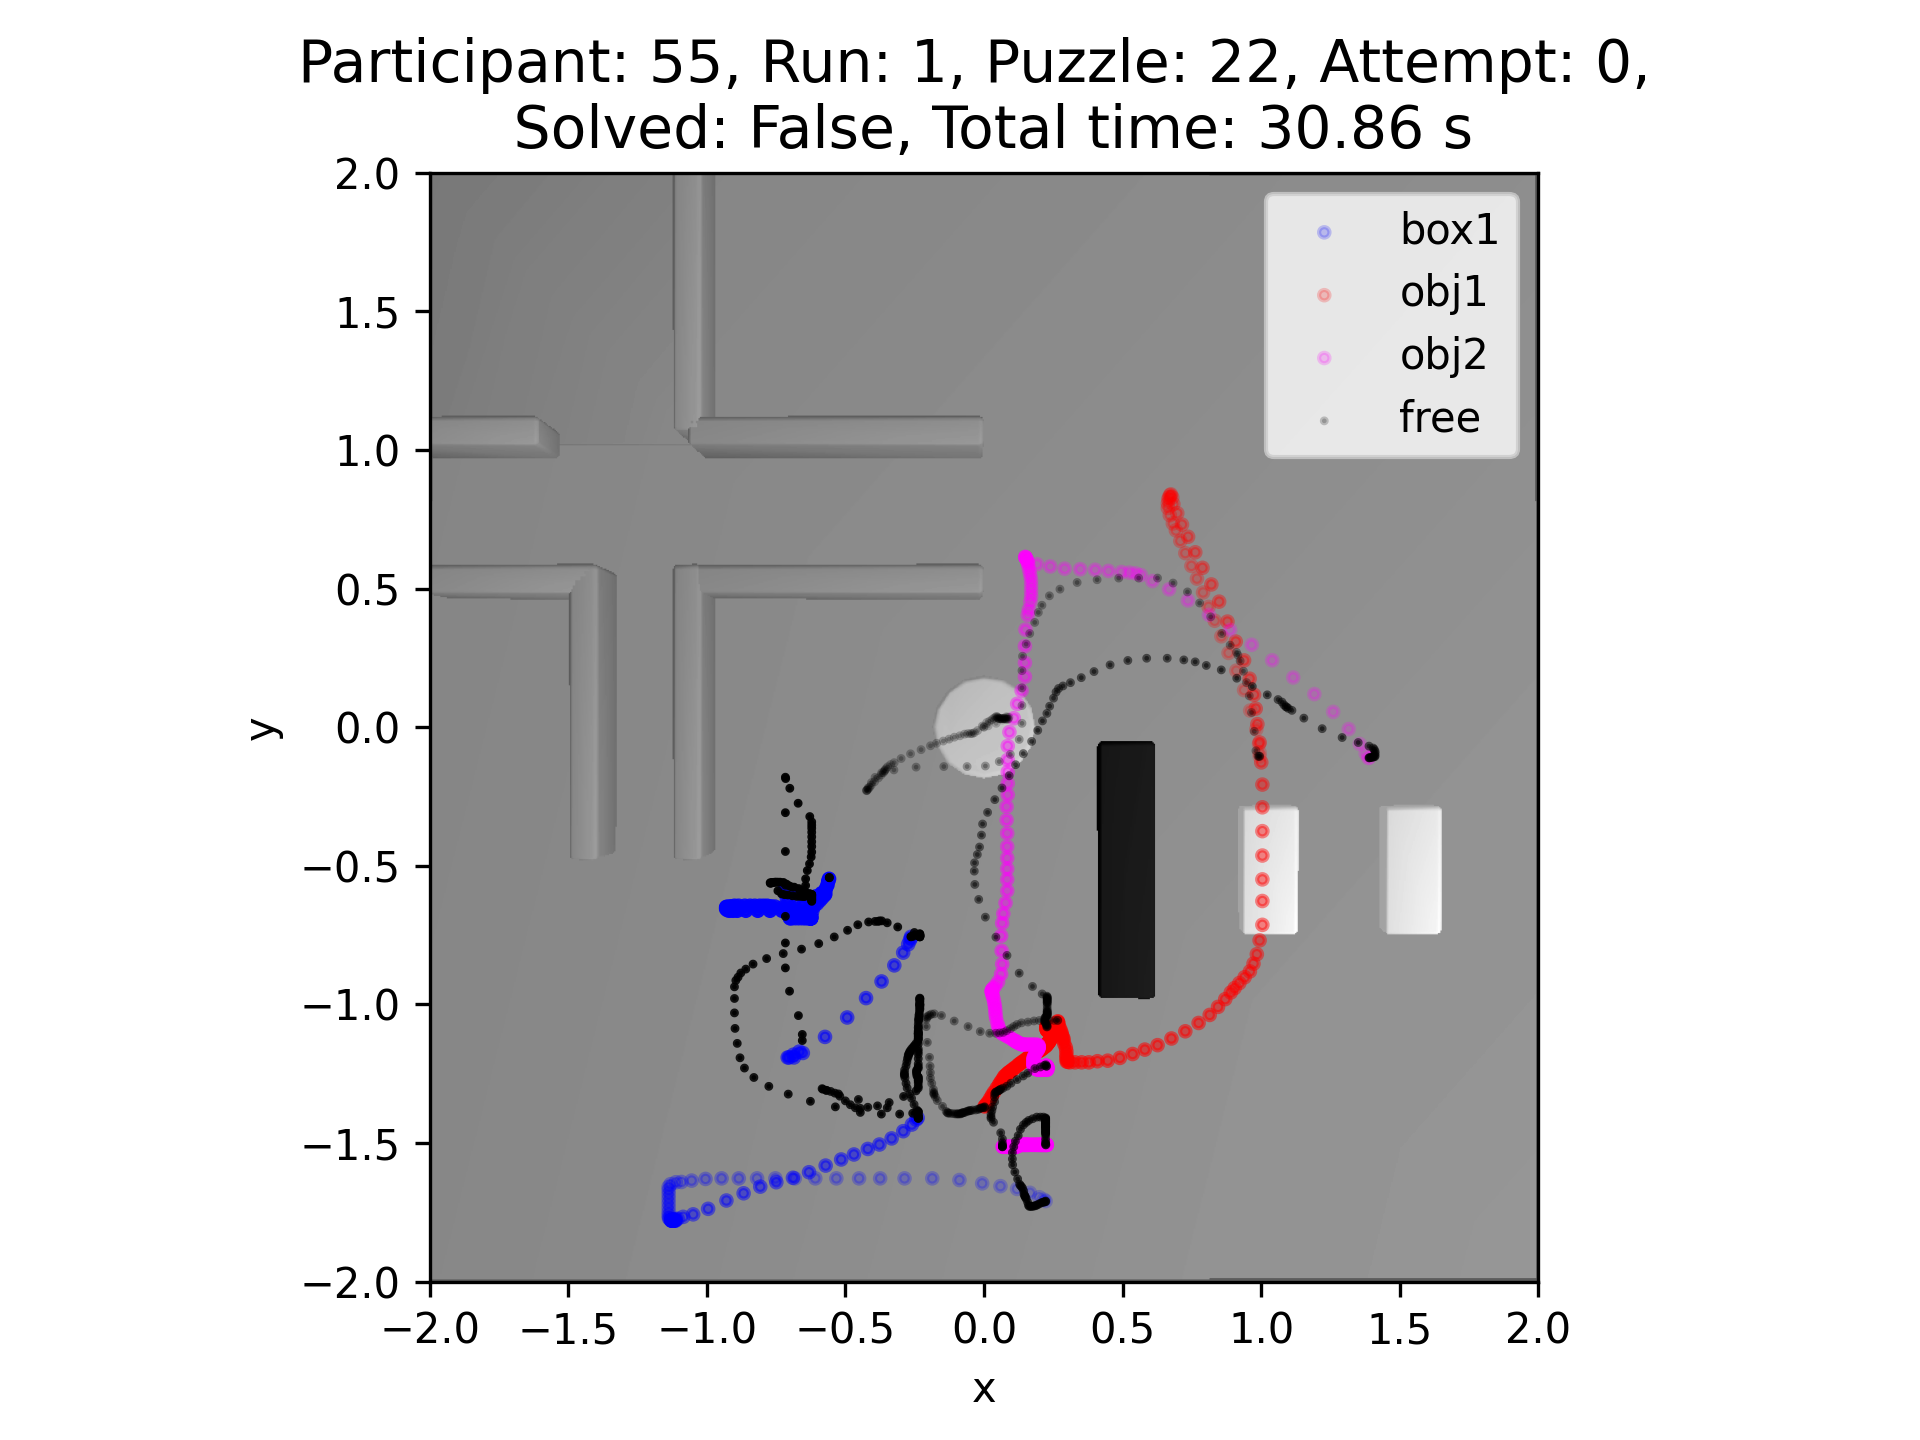 Participant: 55, Run: 1, Puzzle: 22, Attempt: 0,
Solved: False, Total time: 30.86 s
box1
obj1
obj2
free
2.0
1.5
1.0
0.5
0.0
−0.5
−1.0
−1.5
−2.0
y
−2.0 −1.5 −1.0 −0.5 0.0 0.5 1.0 1.5 2.0
x